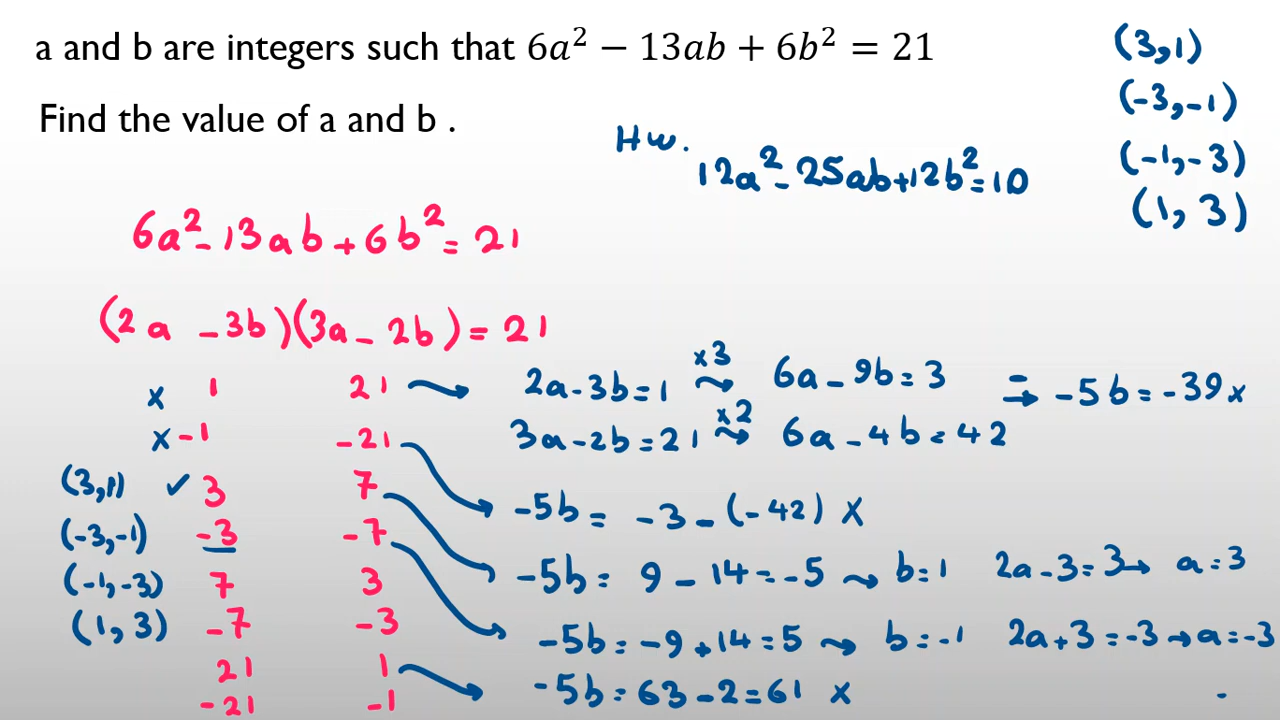 a and b are integers such that 6a² − 13ab + 6b² = 21
Find the value of a and b .
(3,1)
(-3,-1)
(-1,-3)
(1, 3)
Hw.
12a²-25ab+12b²=10
6a²-13ab+6b²=21
(2a-3b)(3a-2b)=21
x 1 21
x -1 -21
(3,1) ✓ 3 7
(-3,-1) -3 -7
(-1,-3) 7 3
(1, 3) -7 -3
21 1
-21 -1
2a-3b=1 x3 6a-9b=3 -5b=-39 x
3a-2b=21 x2 6a-4b=42
-5b= -3-(-42) X
-5b= 9-14=-5 b=1 2a-3=3 → a=3
-5b=-9+14=5 b=-1 2a+3=-3→a=-3
-5b=63-2=61 x